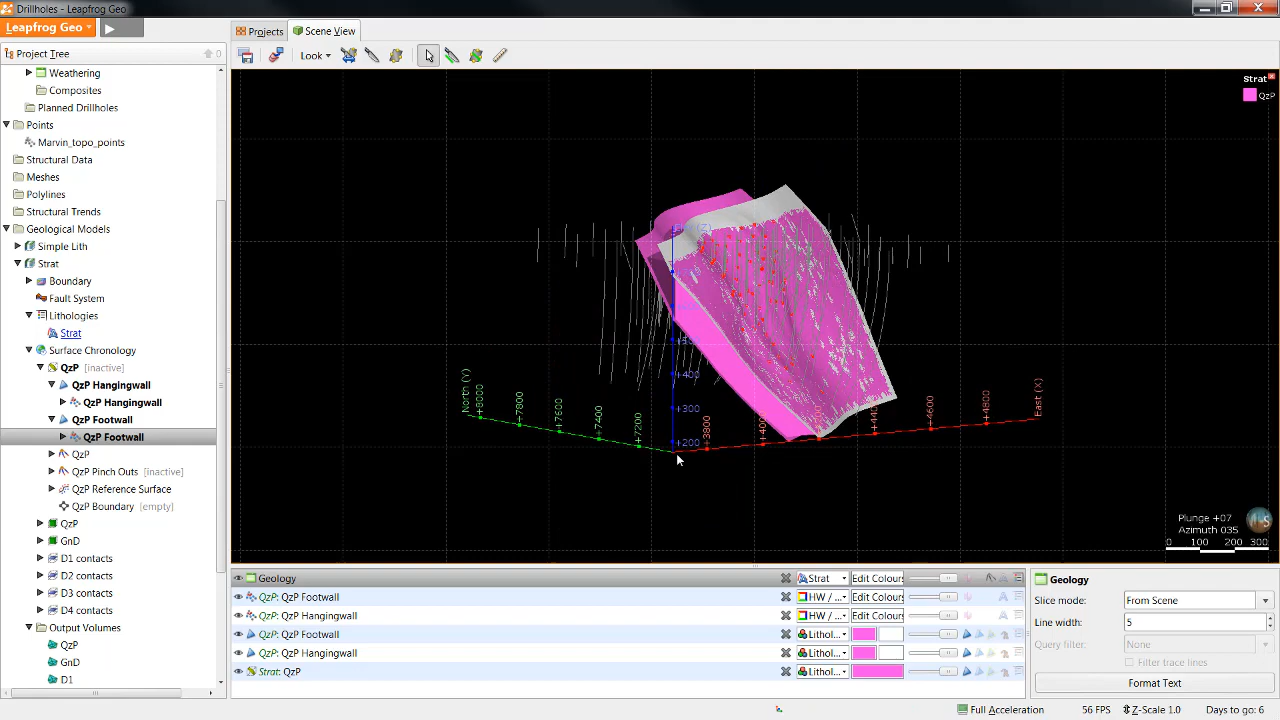 Drillholes - Leapfrog Geo
Leapfrog Geo
Projects
Scene View
Project Tree
0
Look
Weathering
Composites
Planned Drillholes
Points
Marvin_topo_points
Structural Data
Meshes
Polylines
Structural Trends
Geological Models
Simple Lith
Strat
Boundary
Fault System
Lithologies
Strat
Surface Chronology
QzP [inactive]
QzP Hangingwall
QzP Hangingwall
QzP Footwall
QzP Footwall
QzP
QzP Pinch Outs [inactive]
QzP Reference Surface
QzP Boundary [empty]
QzP
GnD
D1 contacts
D2 contacts
D3 contacts
D4 contacts
Output Volumes
QzP
GnD
D1
Strat
QzP
North (Y)
+8000
+7800
+7600
+7400
+7200
+400
+300
+200
+3800
+4600
+4800
East (X)
Plunge +07
Azimuth 035
0 100 200 300
Geology Strat Edit Colours
QzP: QzP Footwall HW / ... Edit Colours
QzP: QzP Hangingwall HW / ... Edit Colours
QzP: QzP Footwall Lithol...
QzP: QzP Hangingwall Lithol...
Strat: QzP Lithol...
Geology
Slice mode: From Scene
Line width: 5
Query filter: None
Filter trace lines
Format Text
Full Acceleration 56 FPS Z-Scale 1.0 Days to go: 6